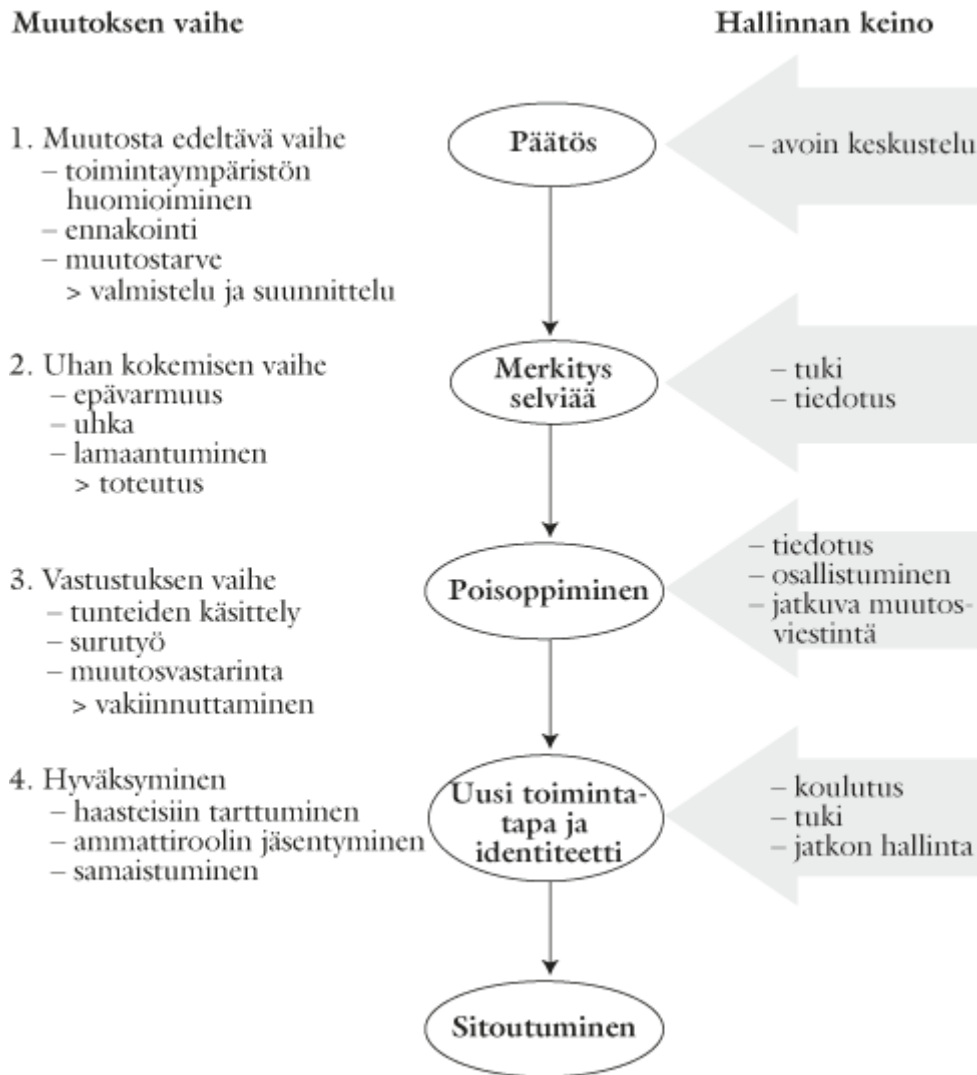 Muutoksen vaihe
Hallinnan keino
1. Muutosta edeltävä vaihe
– toimintaympäristön
huomioiminen
– ennakointi
– muutostarve
> valmistelu ja suunnittelu
Päätös
– avoin keskustelu
2. Uhan kokemisen vaihe
– epävarmuus
– uhka
– lamaantuminen
> toteutus
Merkitys
selviää
– tuki
– tiedotus
3. Vastustuksen vaihe
– tunteiden käsittely
– surutyö
– muutosvastarinta
> vakiinnuttaminen
Poisoppiminen
– tiedotus
– osallistuminen
– jatkuva muutos-
viestintä
4. Hyväksyminen
– haasteisiin tarttuminen
– ammattiroolin jäsentyminen
– samaistuminen
Uusi toiminta-
tapa ja
identiteetti
– koulutus
– tuki
– jatkon hallinta
Sitoutuminen